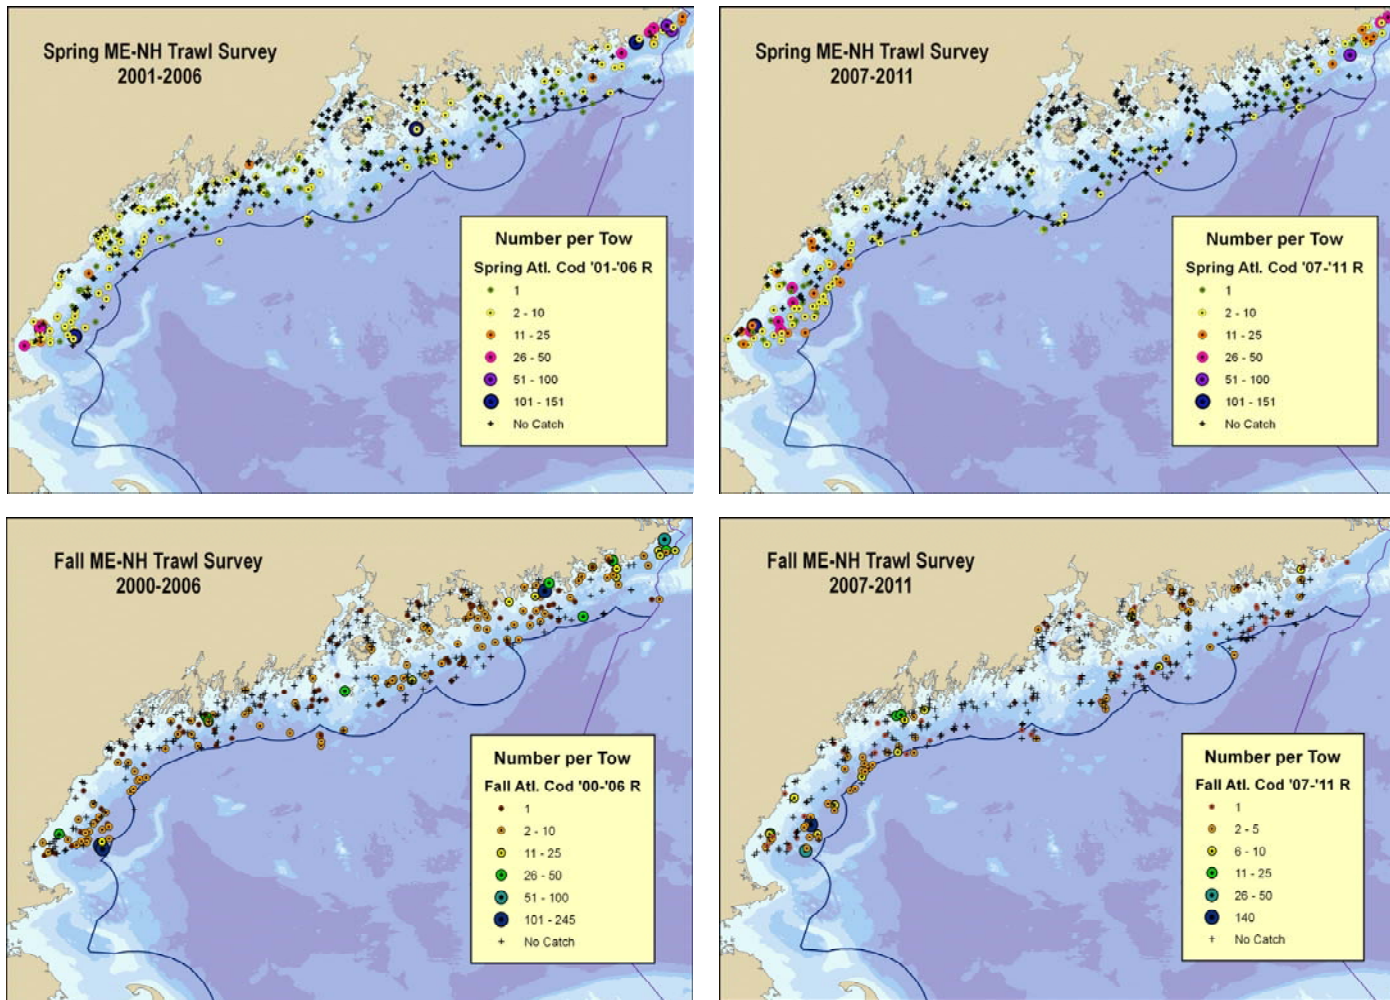 Spring ME-NH Trawl Survey
2001-2006
Number per Tow
Spring Atl. Cod '01-'06 R
1
2 - 10
11 - 25
26 - 50
51 - 100
101 - 151
No Catch
Spring ME-NH Trawl Survey
2007-2011
Number per Tow
Spring Atl. Cod '07-'11 R
1
2 - 10
11 - 25
26 - 50
51 - 100
101 - 151
No Catch
Fall ME-NH Trawl Survey
2000-2006
Number per Tow
Fall Atl. Cod '00-'06 R
1
2 - 10
11 - 25
26 - 50
51 - 100
101 - 245
No Catch
Fall ME-NH Trawl Survey
2007-2011
Number per Tow
Fall Atl. Cod '07-'11 R
1
2 - 5
6 - 10
11 - 25
26 - 50
140
No Catch